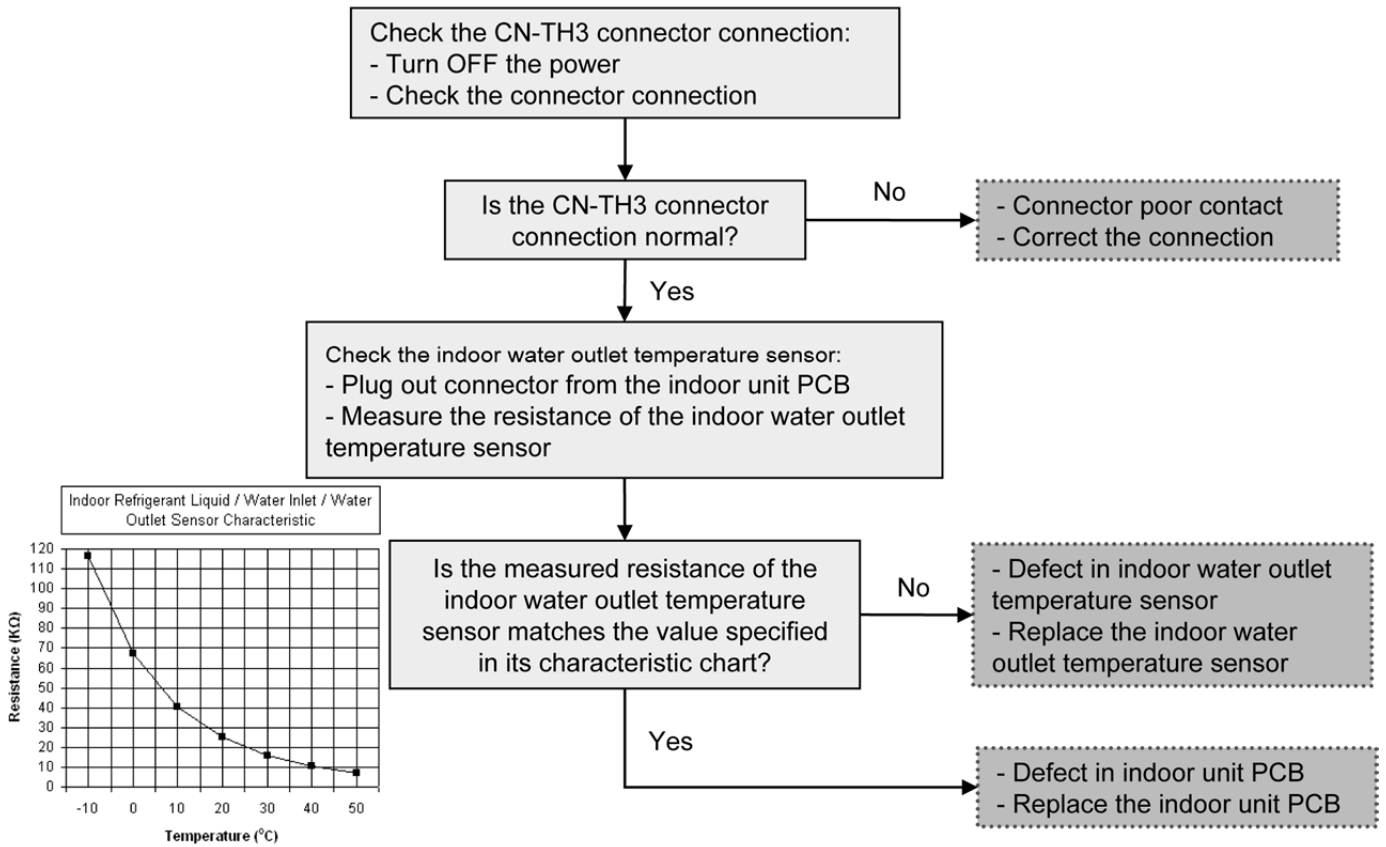 Check the CN-TH3 connector connection:
- Turn OFF the power
- Check the connector connection
Is the CN-TH3 connector
connection normal?
No
- Connector poor contact
- Correct the connection
Yes
Check the indoor water outlet temperature sensor:
- Plug out connector from the indoor unit PCB
- Measure the resistance of the indoor water outlet
temperature sensor
Indoor Refrigerant Liquid / Water Inlet / Water
Outlet Sensor Characteristic
Resistance (KΩ)
120
110
100
90
80
70
60
50
40
30
20
10
0
-10 0 10 20 30 40 50
Temperature (°C)
Is the measured resistance of the
indoor water outlet temperature
sensor matches the value specified
in its characteristic chart?
No
- Defect in indoor water outlet
temperature sensor
- Replace the indoor water
outlet temperature sensor
Yes
- Defect in indoor unit PCB
- Replace the indoor unit PCB